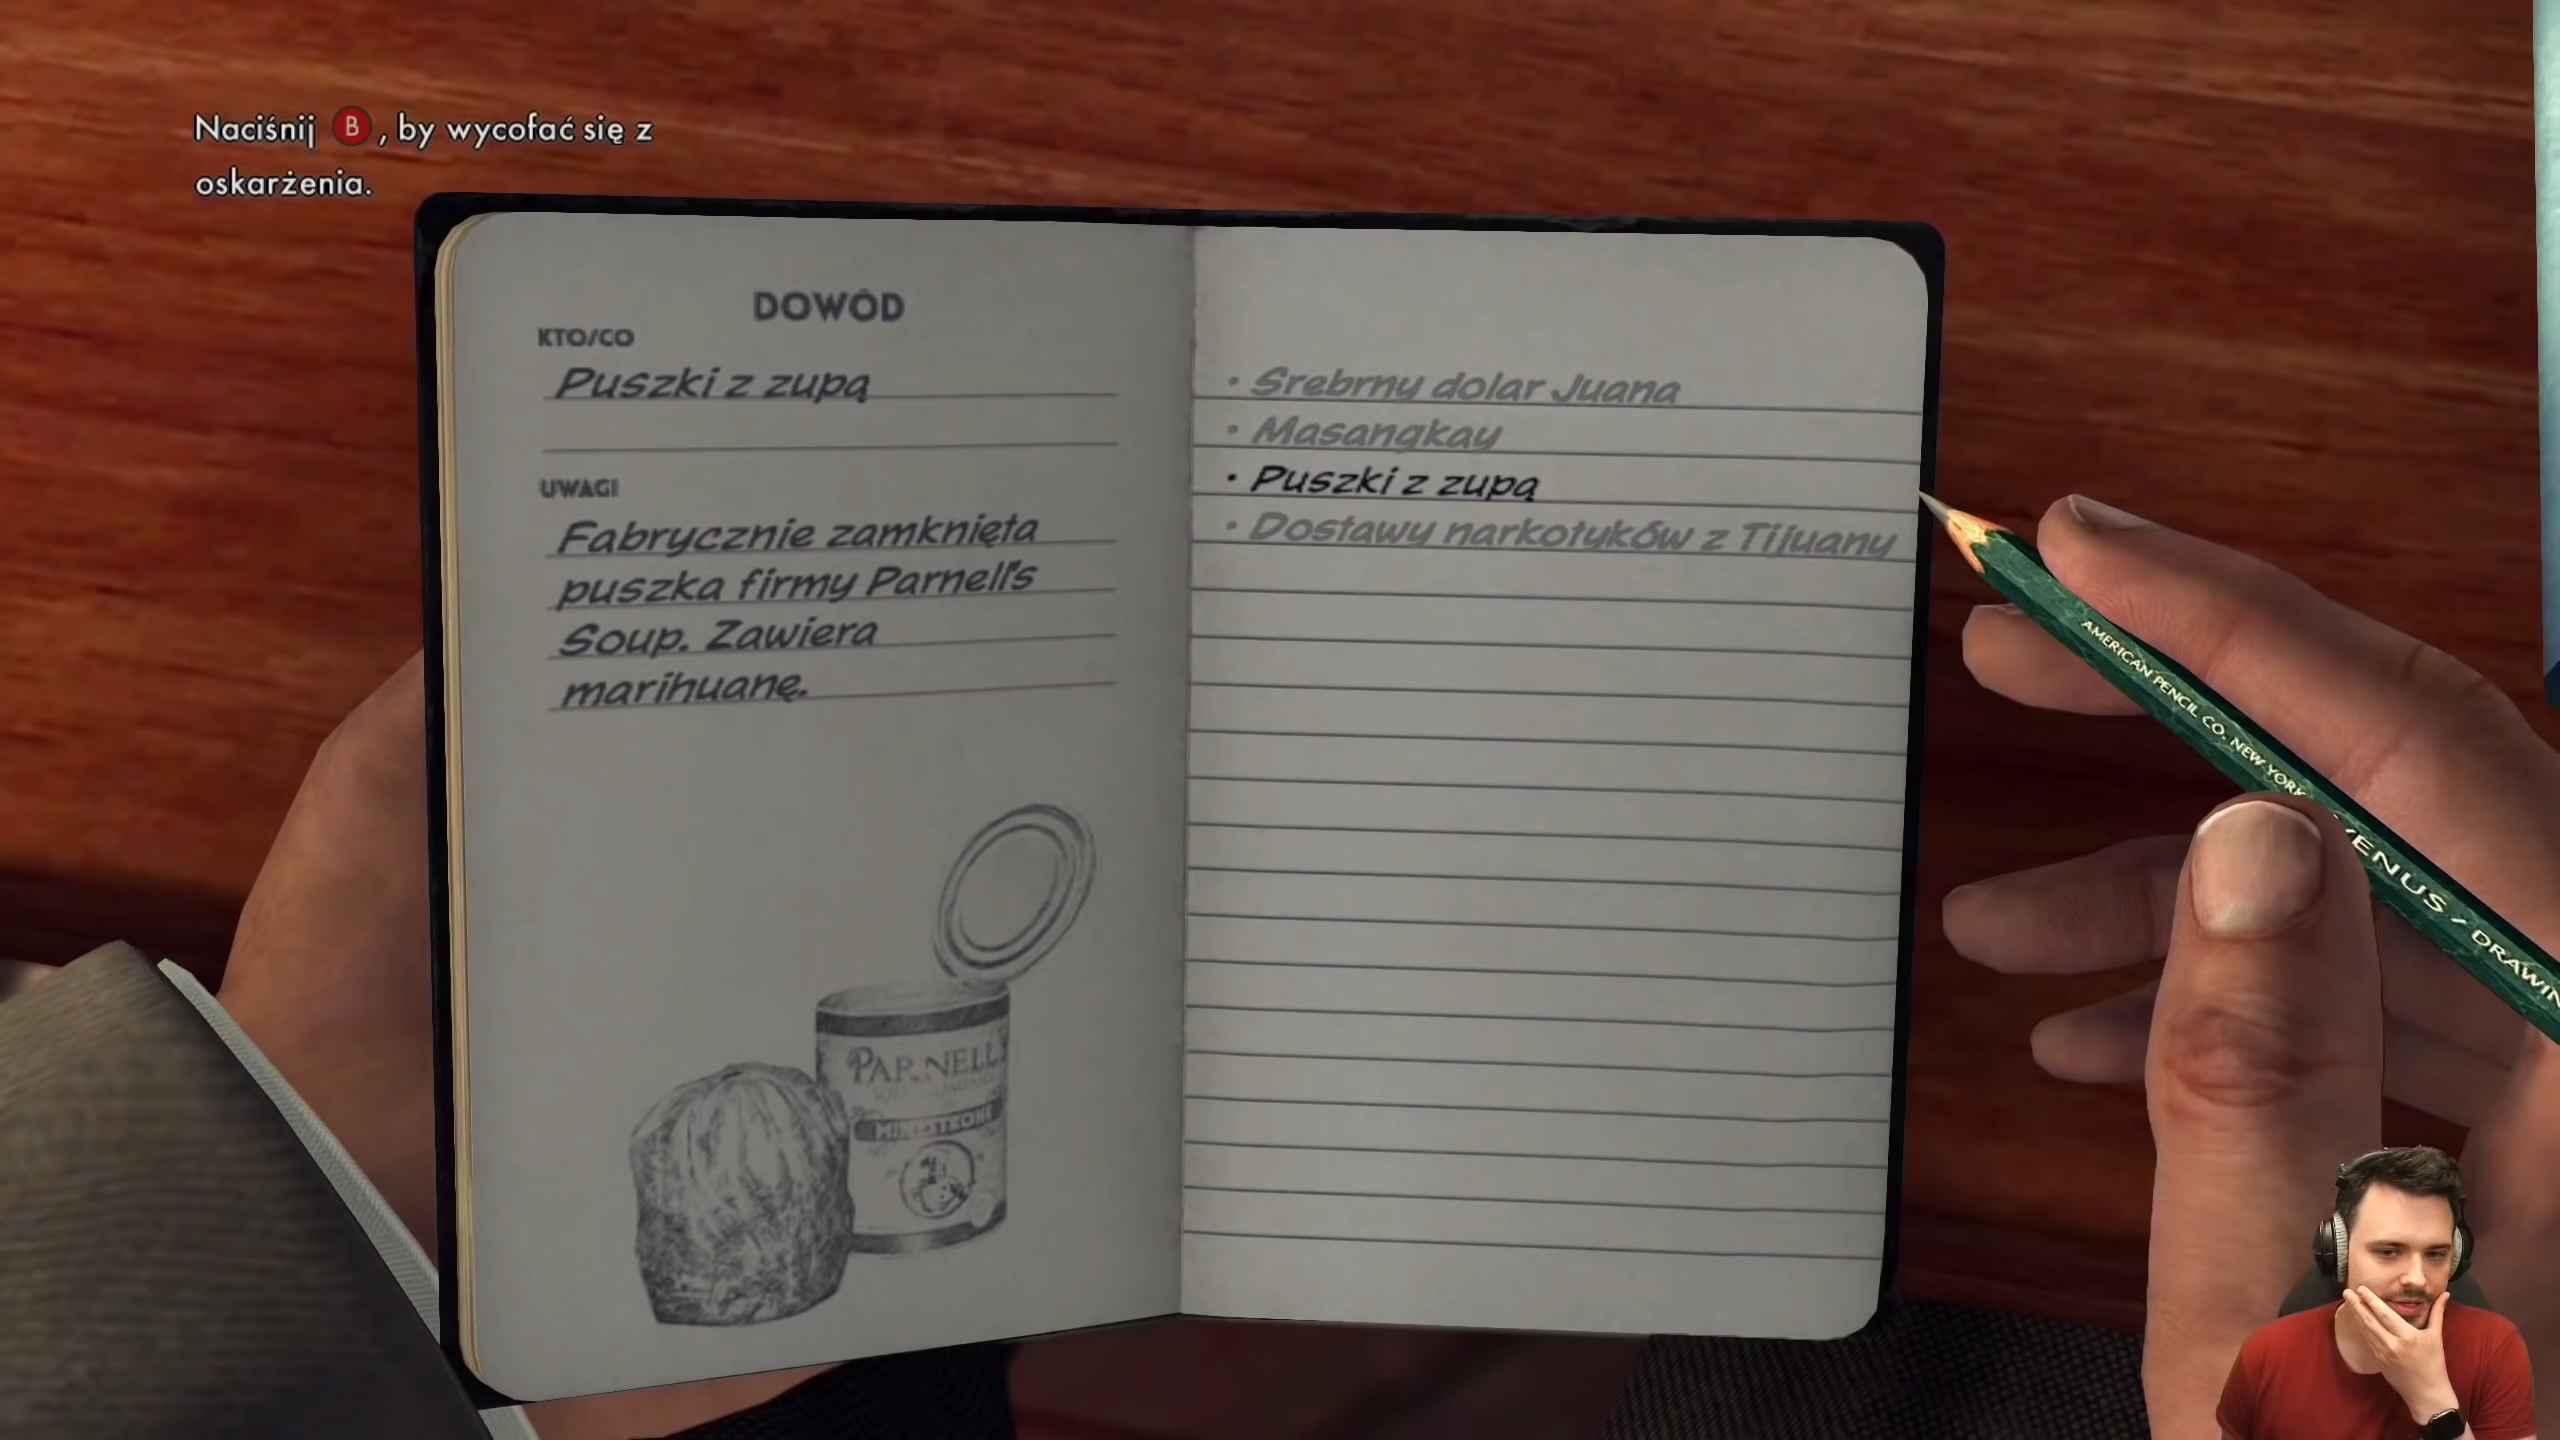 Naciśnij B, by wycofać się z
oskarżenia.
DOWÓD
KTO/CO
Puszki z zupą
UWAGI
Fabrycznie zamknięta
puszka firmy Parnell's
Soup. Zawiera
marihuanę.
PARNELL'S
MINESTRONE
• Srebrny dolar Juana
• Masangkay
• Puszki z zupą
• Dostawy narkotyków z Tijuany
AMERICAN PENCIL CO. NEW YORK
VENUS / DRAWIN